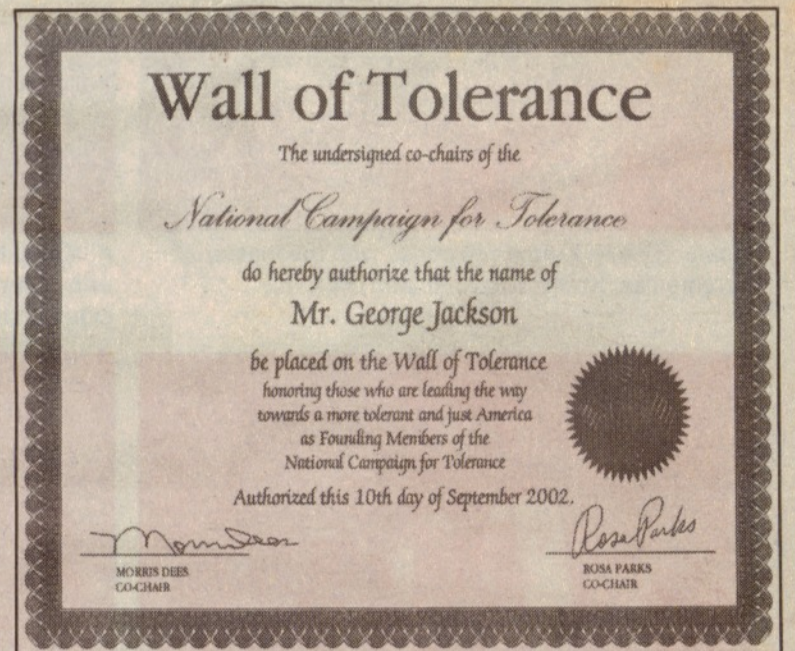 Wall of Tolerance
The undersigned co-chairs of the
National Campaign for Tolerance
do hereby authorize that the name of
Mr. George Jackson
be placed on the Wall of Tolerance
honoring those who are leading the way
towards a more tolerant and just America
as Founding Members of the
National Campaign for Tolerance
Authorized this 10th day of September 2002.
Morris Dees
Rosa Parks
MORRIS DEES
CO-CHAIR
ROSA PARKS
CO-CHAIR